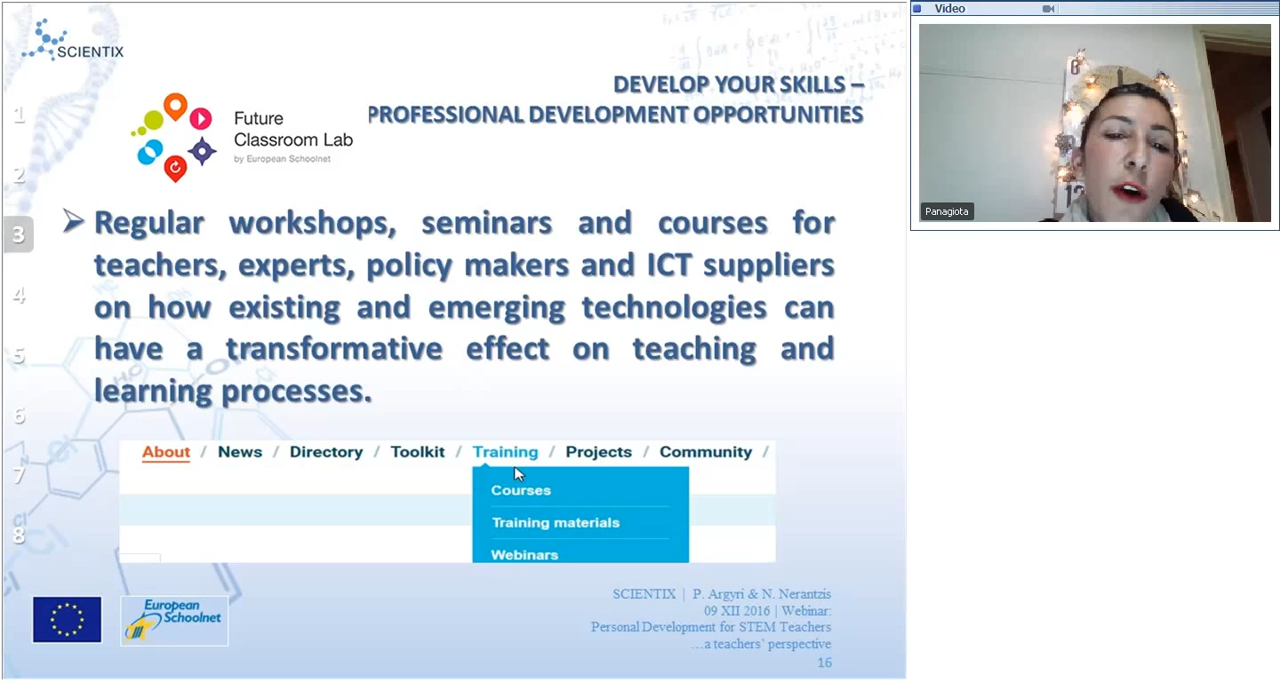 SCIENTIX
DEVELOP YOUR SKILLS –
PROFESSIONAL DEVELOPMENT OPPORTUNITIES
Future
Classroom Lab
by European Schoolnet
1
2
3
4
5
6
7
8
Regular workshops, seminars and courses for
teachers, experts, policy makers and ICT suppliers
on how existing and emerging technologies can
have a transformative effect on teaching and
learning processes.
About / News / Directory / Toolkit / Training / Projects / Community /
Courses
Training materials
Webinars
European
Schoolnet
SCIENTIX | P. Argyri & N. Nerantzis
09 XII 2016 | Webinar:
Personal Development for STEM Teachers
…a teachers’ perspective
16
Video
Panagiota